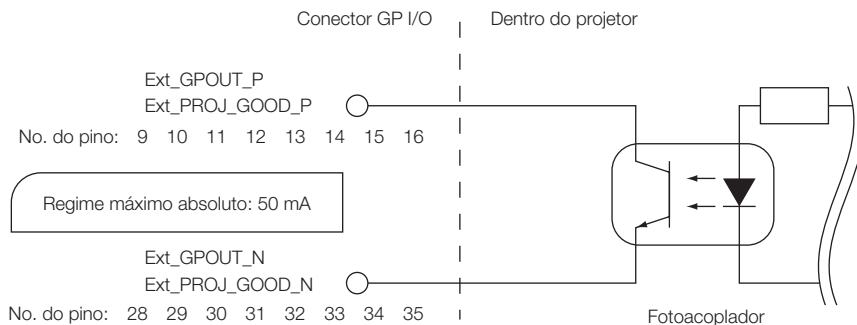 Conector GP I/O
Dentro do projetor
Ext_GPOUT_P
Ext_PROJ_GOOD_P
No. do pino: 9 10 11 12 13 14 15 16
Regime máximo absoluto: 50 mA
Ext_GPOUT_N
Ext_PROJ_GOOD_N
No. do pino: 28 29 30 31 32 33 34 35
Fotoacoplador